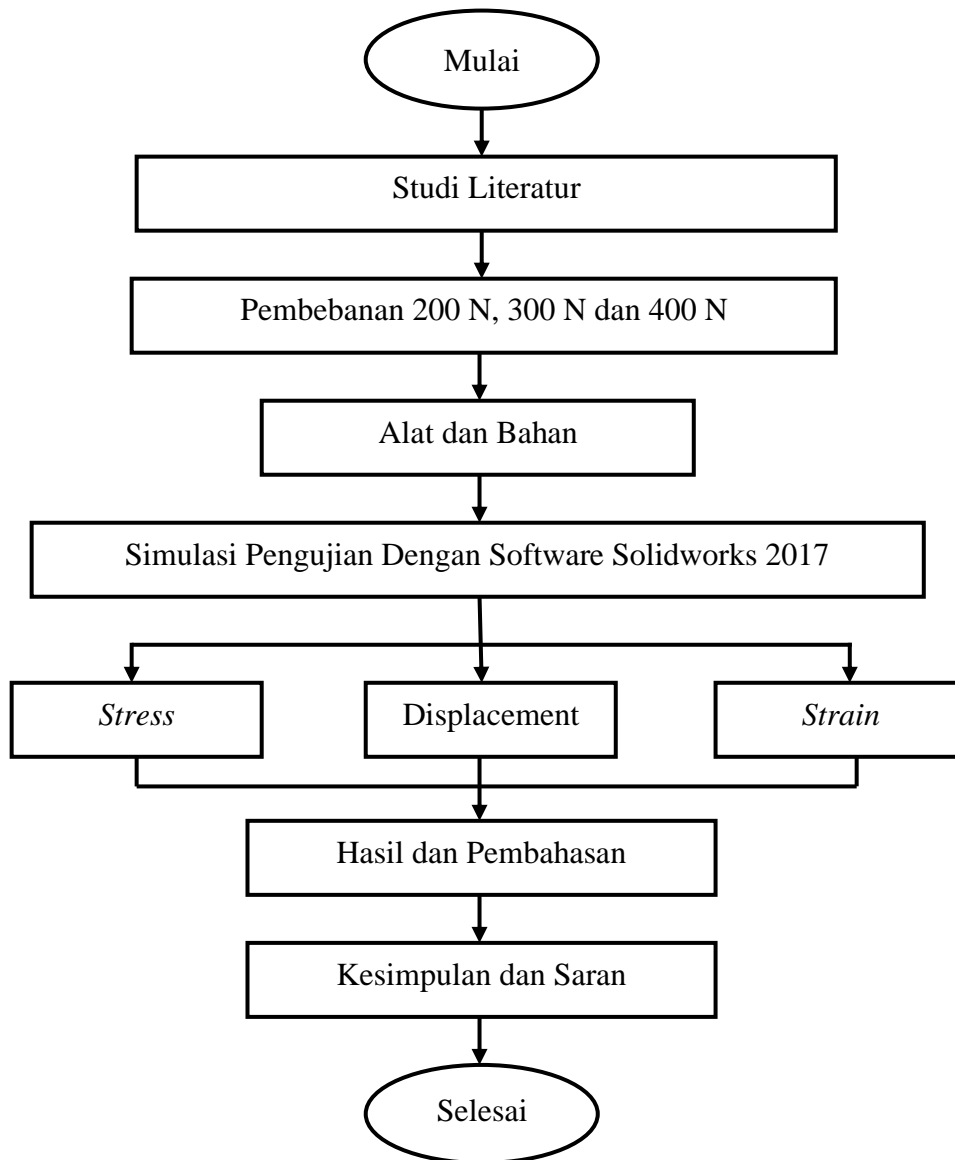 Mulai
Studi Literatur
Pembebanan 200 N, 300 N dan 400 N
Alat dan Bahan
Simulasi Pengujian Dengan Software Solidworks 2017
Stress
Displacement
Strain
Hasil dan Pembahasan
Kesimpulan dan Saran
Selesai